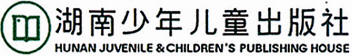 湖南少年儿童出版社
HUNAN JUVENILE & CHILDREN'S PUBLISHING HOUSE